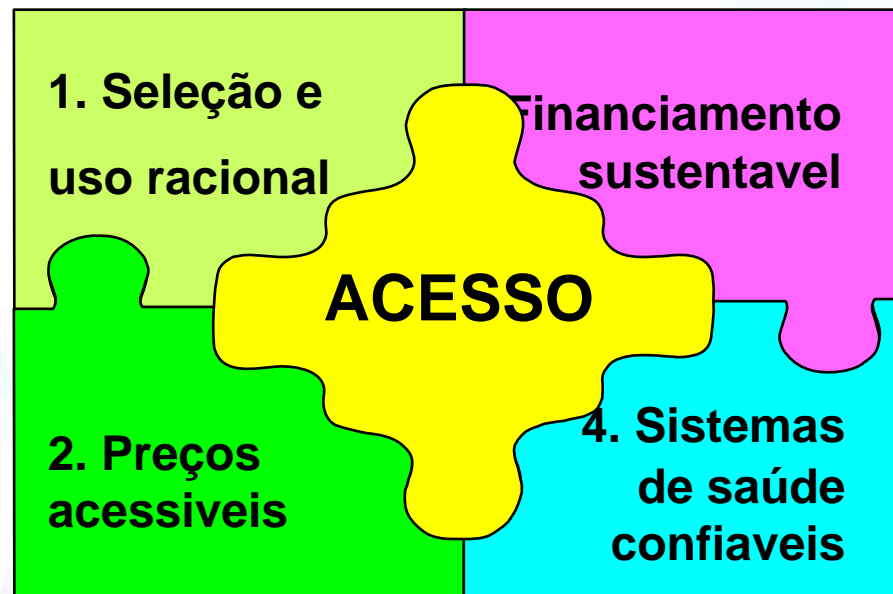 1. Seleção e
uso racional
Financiamento
sustentavel
ACESSO
2. Preços
acessiveis
4. Sistemas
de saúde
confiaveis